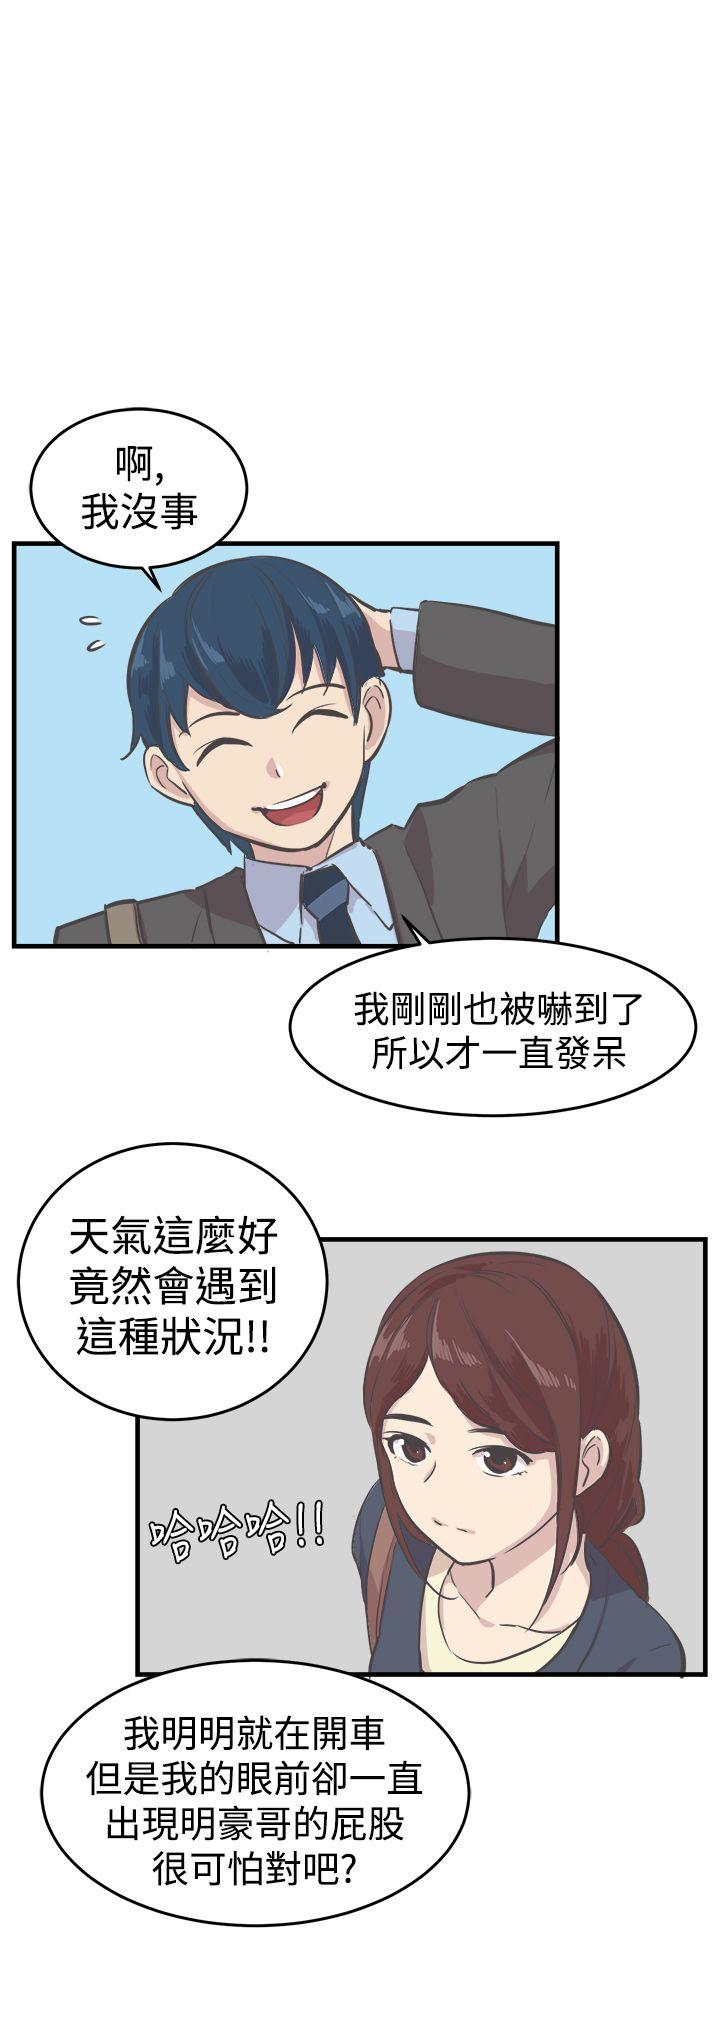 啊,
我沒事
我剛剛也被嚇到了
所以才一直發呆
天氣這麼好
竟然會遇到
這種狀況!!
哈哈哈!!
我明明就在開車
但是我的眼前卻一直
出現明豪哥的屁股
很可怕對吧?